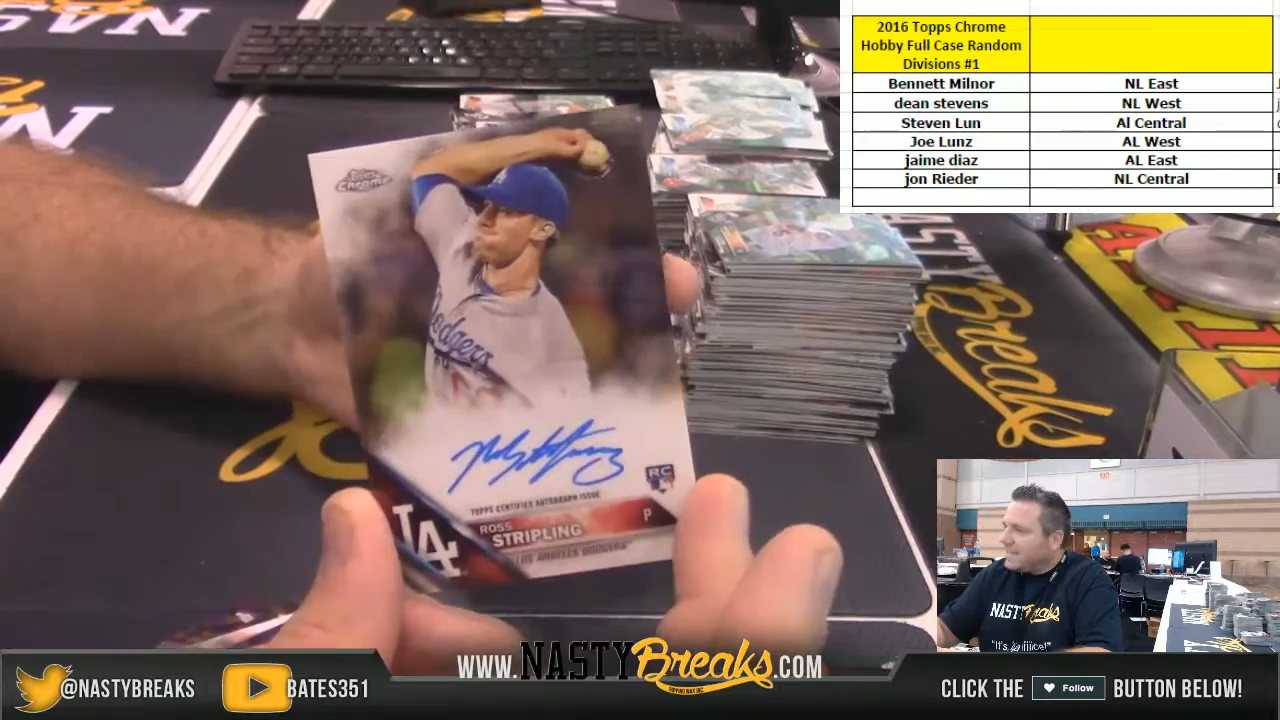 2016 Topps Chrome
Hobby Full Case Random
Divisions #1
Bennett Milnor NL East
dean stevens NL West
Steven Lun Al Central
Joe Lunz AL West
jaime diaz AL East
jon Rieder NL Central
Topps
Chrome
Dodgers
TOPPS CERTIFIED AUTOGRAPH ISSUE
RC
ROSS
STRIPLING P
LOS ANGELES DODGERS
LA
NASTY
Breaks
NASTY Breaks
WWW.NASTYBreaks.COM
@NASTYBREAKS
BATES351
CLICK THE Follow BUTTON BELOW!